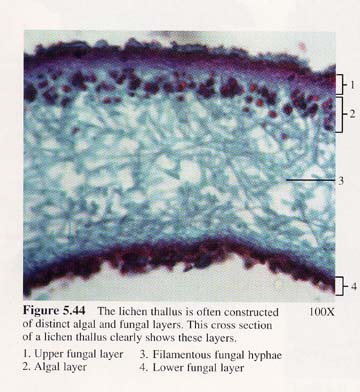 1
2
3
4
Figure 5.44 The lichen thallus is often constructed 100X
of distinct algal and fungal layers. This cross section
of a lichen thallus clearly shows these layers.
1. Upper fungal layer 3. Filamentous fungal hyphae
2. Algal layer 4. Lower fungal layer